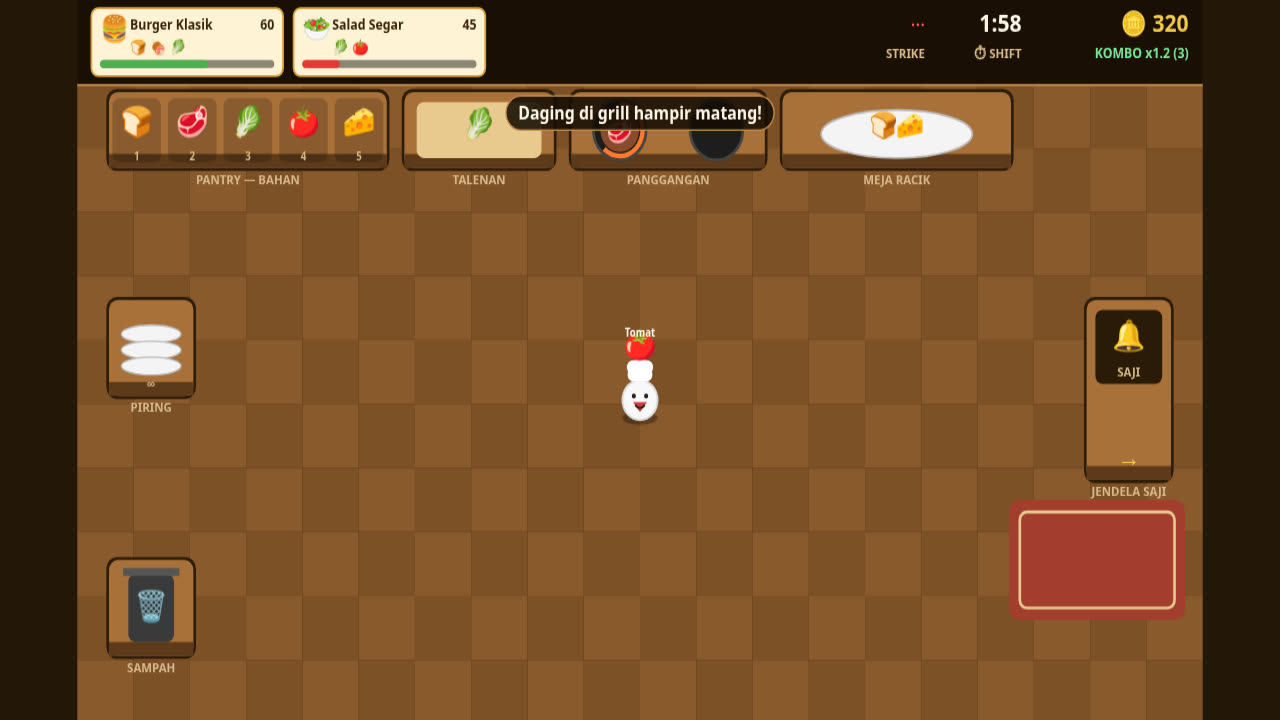 Burger Klasik 60
Salad Segar 45
... 1:58 320
STRIKE ⏱ SHIFT KOMBO x1.2 (3)
Daging di grill hampir matang!
1 2 3 4 5
PANTRY — BAHAN TALENAN PANGGANGAN MEJA RACIK
Tomat
SAJI
∞
PIRING
→
JENDELA SAJI
SAMPAH